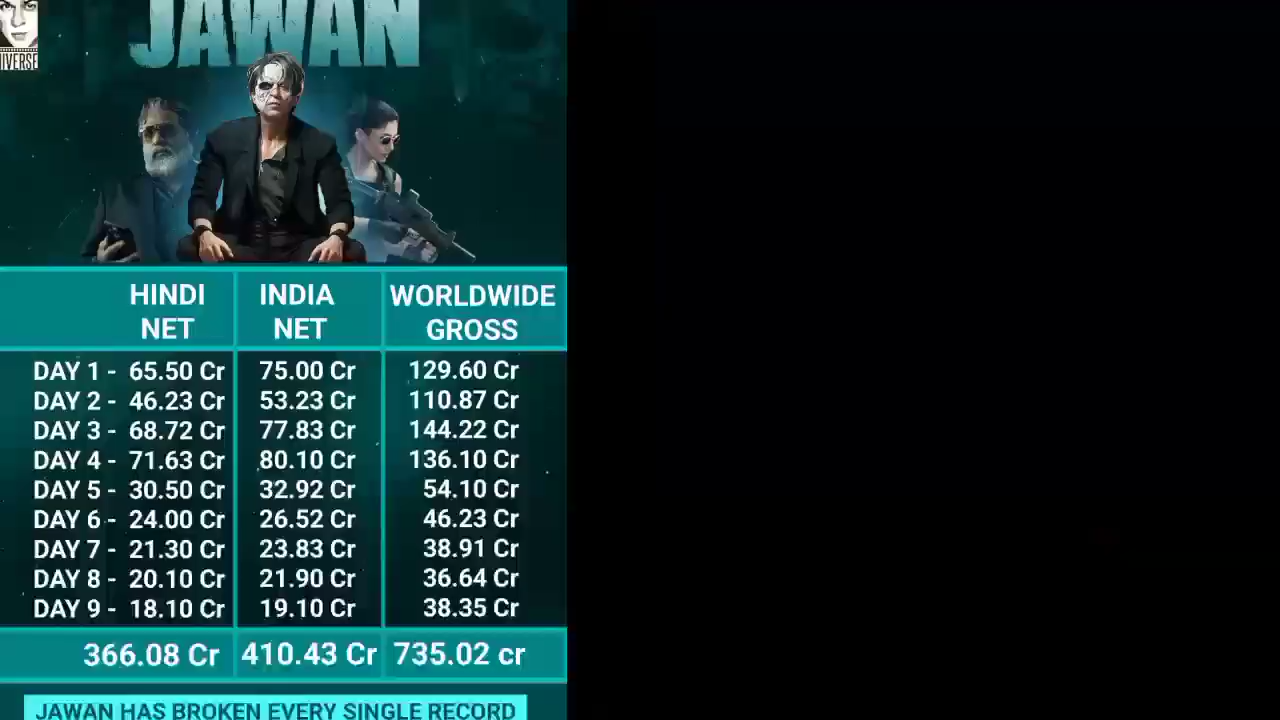 JAWAN
IVERSE
HINDI NET INDIA NET WORLDWIDE GROSS
DAY 1 - 65.50 Cr 75.00 Cr 129.60 Cr
DAY 2 - 46.23 Cr 53.23 Cr 110.87 Cr
DAY 3 - 68.72 Cr 77.83 Cr 144.22 Cr
DAY 4 - 71.63 Cr 80.10 Cr 136.10 Cr
DAY 5 - 30.50 Cr 32.92 Cr 54.10 Cr
DAY 6 - 24.00 Cr 26.52 Cr 46.23 Cr
DAY 7 - 21.30 Cr 23.83 Cr 38.91 Cr
DAY 8 - 20.10 Cr 21.90 Cr 36.64 Cr
DAY 9 - 18.10 Cr 19.10 Cr 38.35 Cr
366.08 Cr 410.43 Cr 735.02 cr
JAWAN HAS BROKEN EVERY SINGLE RECORD